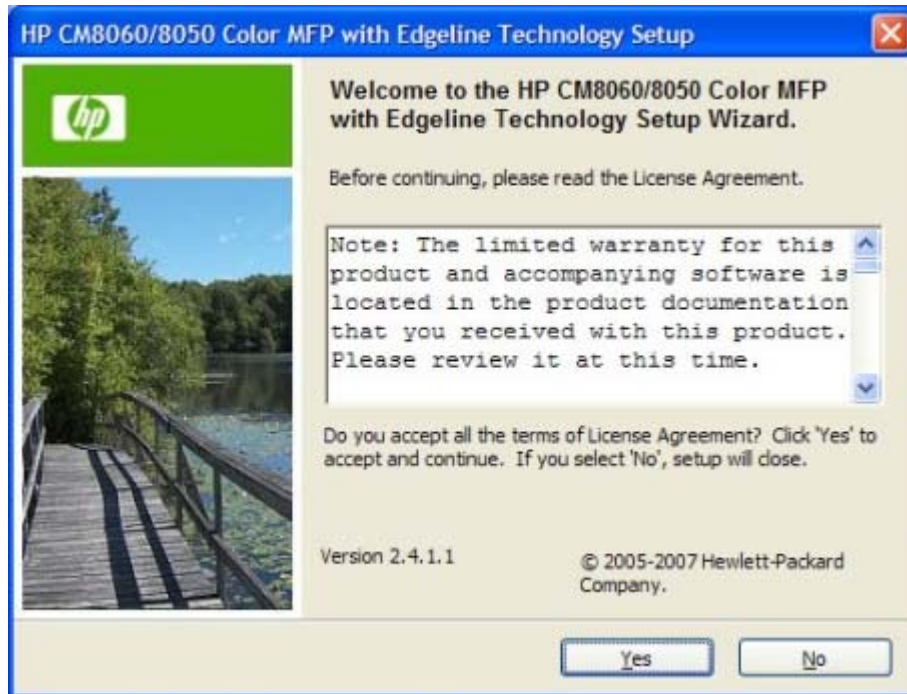 HP CM8060/8050 Color MFP with Edgeline Technology Setup
hp
Welcome to the HP CM8060/8050 Color MFP
with Edgeline Technology Setup Wizard.
Before continuing, please read the License Agreement.
Note: The limited warranty for this
product and accompanying software is
located in the product documentation
that you received with this product.
Please review it at this time.
Do you accept all the terms of License Agreement? Click 'Yes' to
accept and continue. If you select 'No', setup will close.
Version 2.4.1.1
© 2005-2007 Hewlett-Packard
Company.
Yes
No